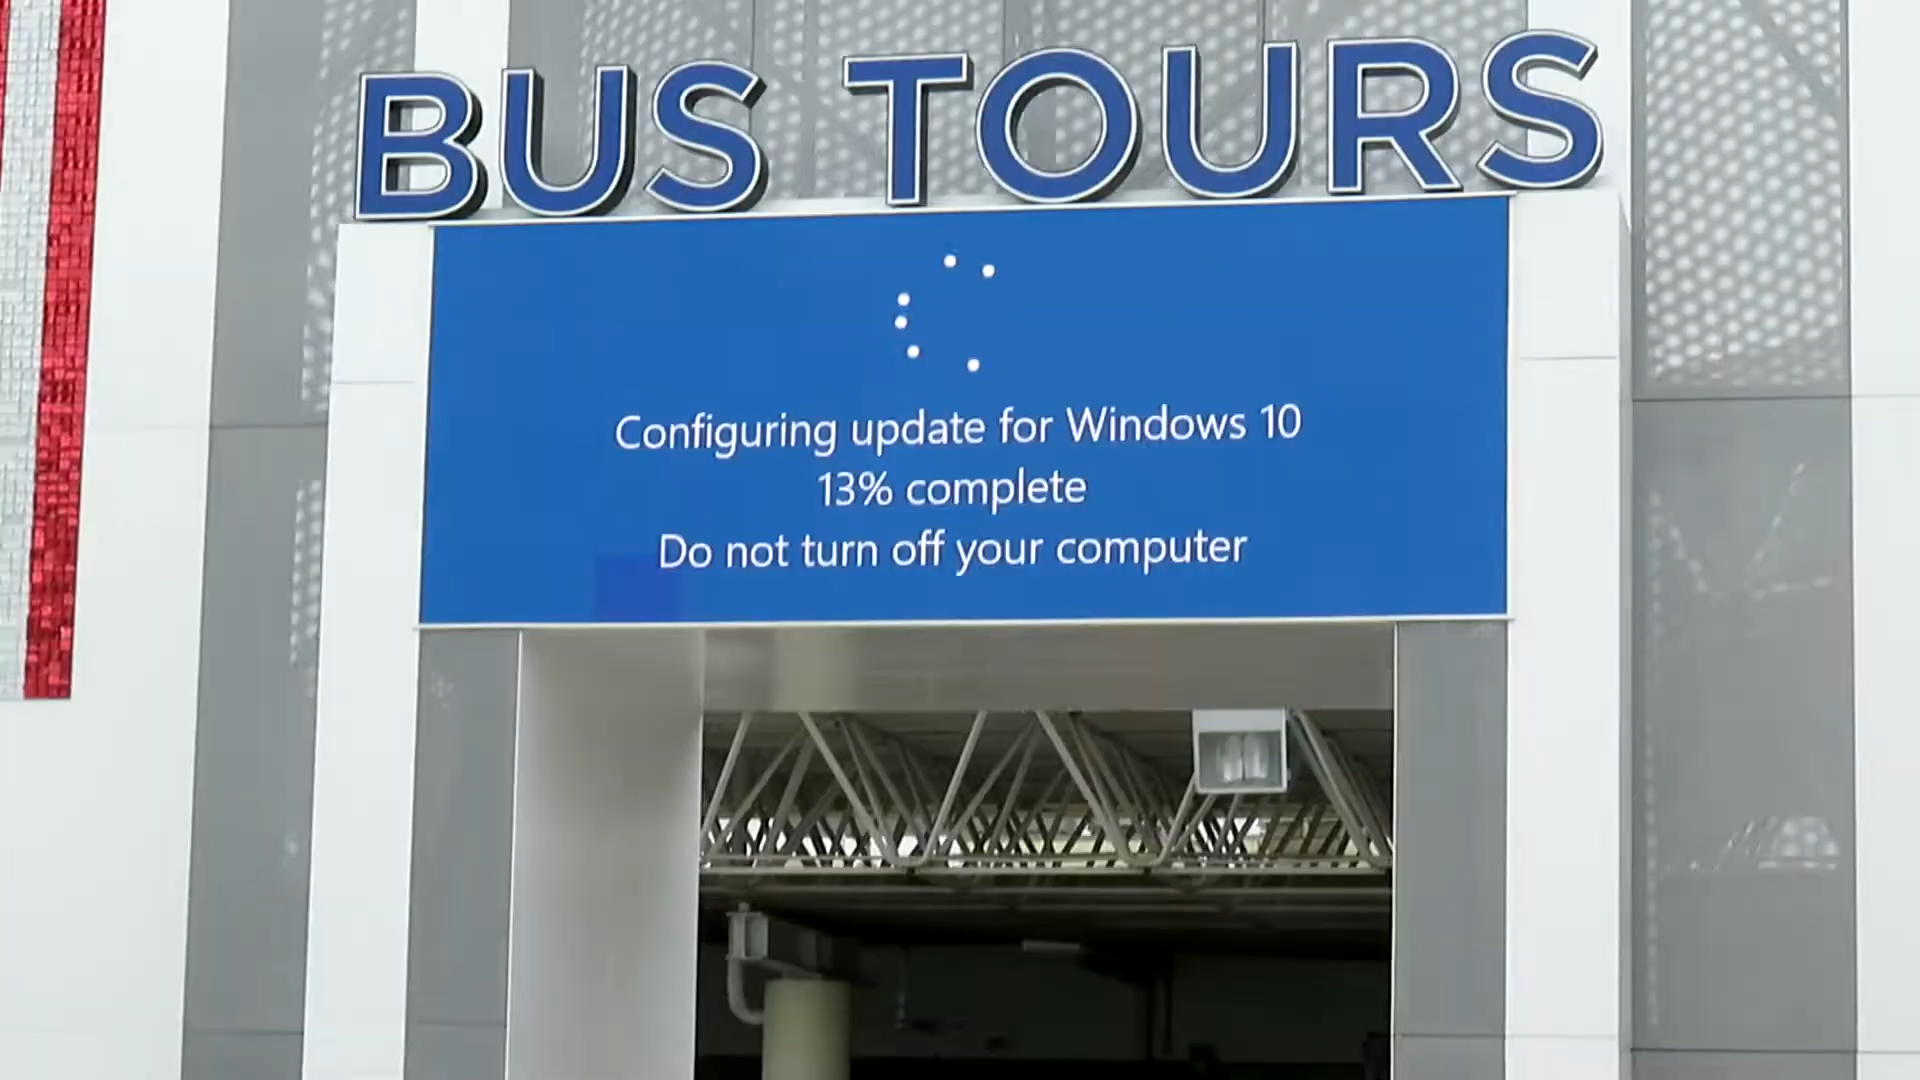 BUS TOURS
Configuring update for Windows 10
13% complete
Do not turn off your computer